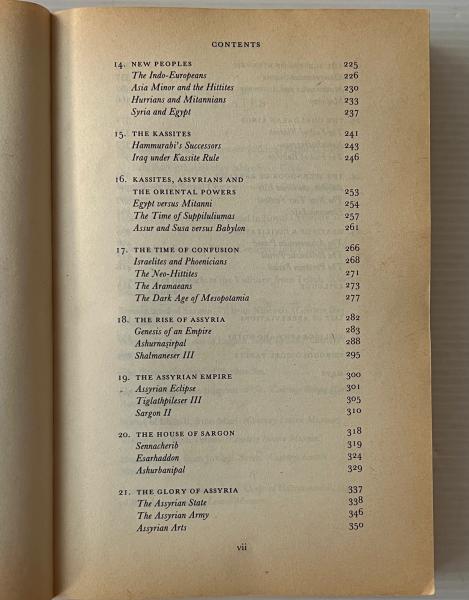 CONTENTS
14. NEW PEOPLES 225
The Indo-Europeans 226
Asia Minor and the Hittites 230
Hurrians and Mitannians 233
Syria and Egypt 237
15. THE KASSITES 241
Hammurabi's Successors 243
Iraq under Kassite Rule 246
16. KASSITES, ASSYRIANS AND
THE ORIENTAL POWERS 253
Egypt versus Mitanni 254
The Time of Suppiluliumas 257
Assur and Susa versus Babylon 261
17. THE TIME OF CONFUSION 266
Israelites and Phoenicians 268
The Neo-Hittites 271
The Aramaeans 273
The Dark Age of Mesopotamia 277
18. THE RISE OF ASSYRIA 282
Genesis of an Empire 283
Ashurnaṣirpal 288
Shalmaneser III 295
19. THE ASSYRIAN EMPIRE 300
Assyrian Eclipse 301
Tiglathpileser III 305
Sargon II 310
20. THE HOUSE OF SARGON 318
Sennacherib 319
Esarhaddon 324
Ashurbanipal 329
21. THE GLORY OF ASSYRIA 337
The Assyrian State 338
The Assyrian Army 346
Assyrian Arts 350
vii